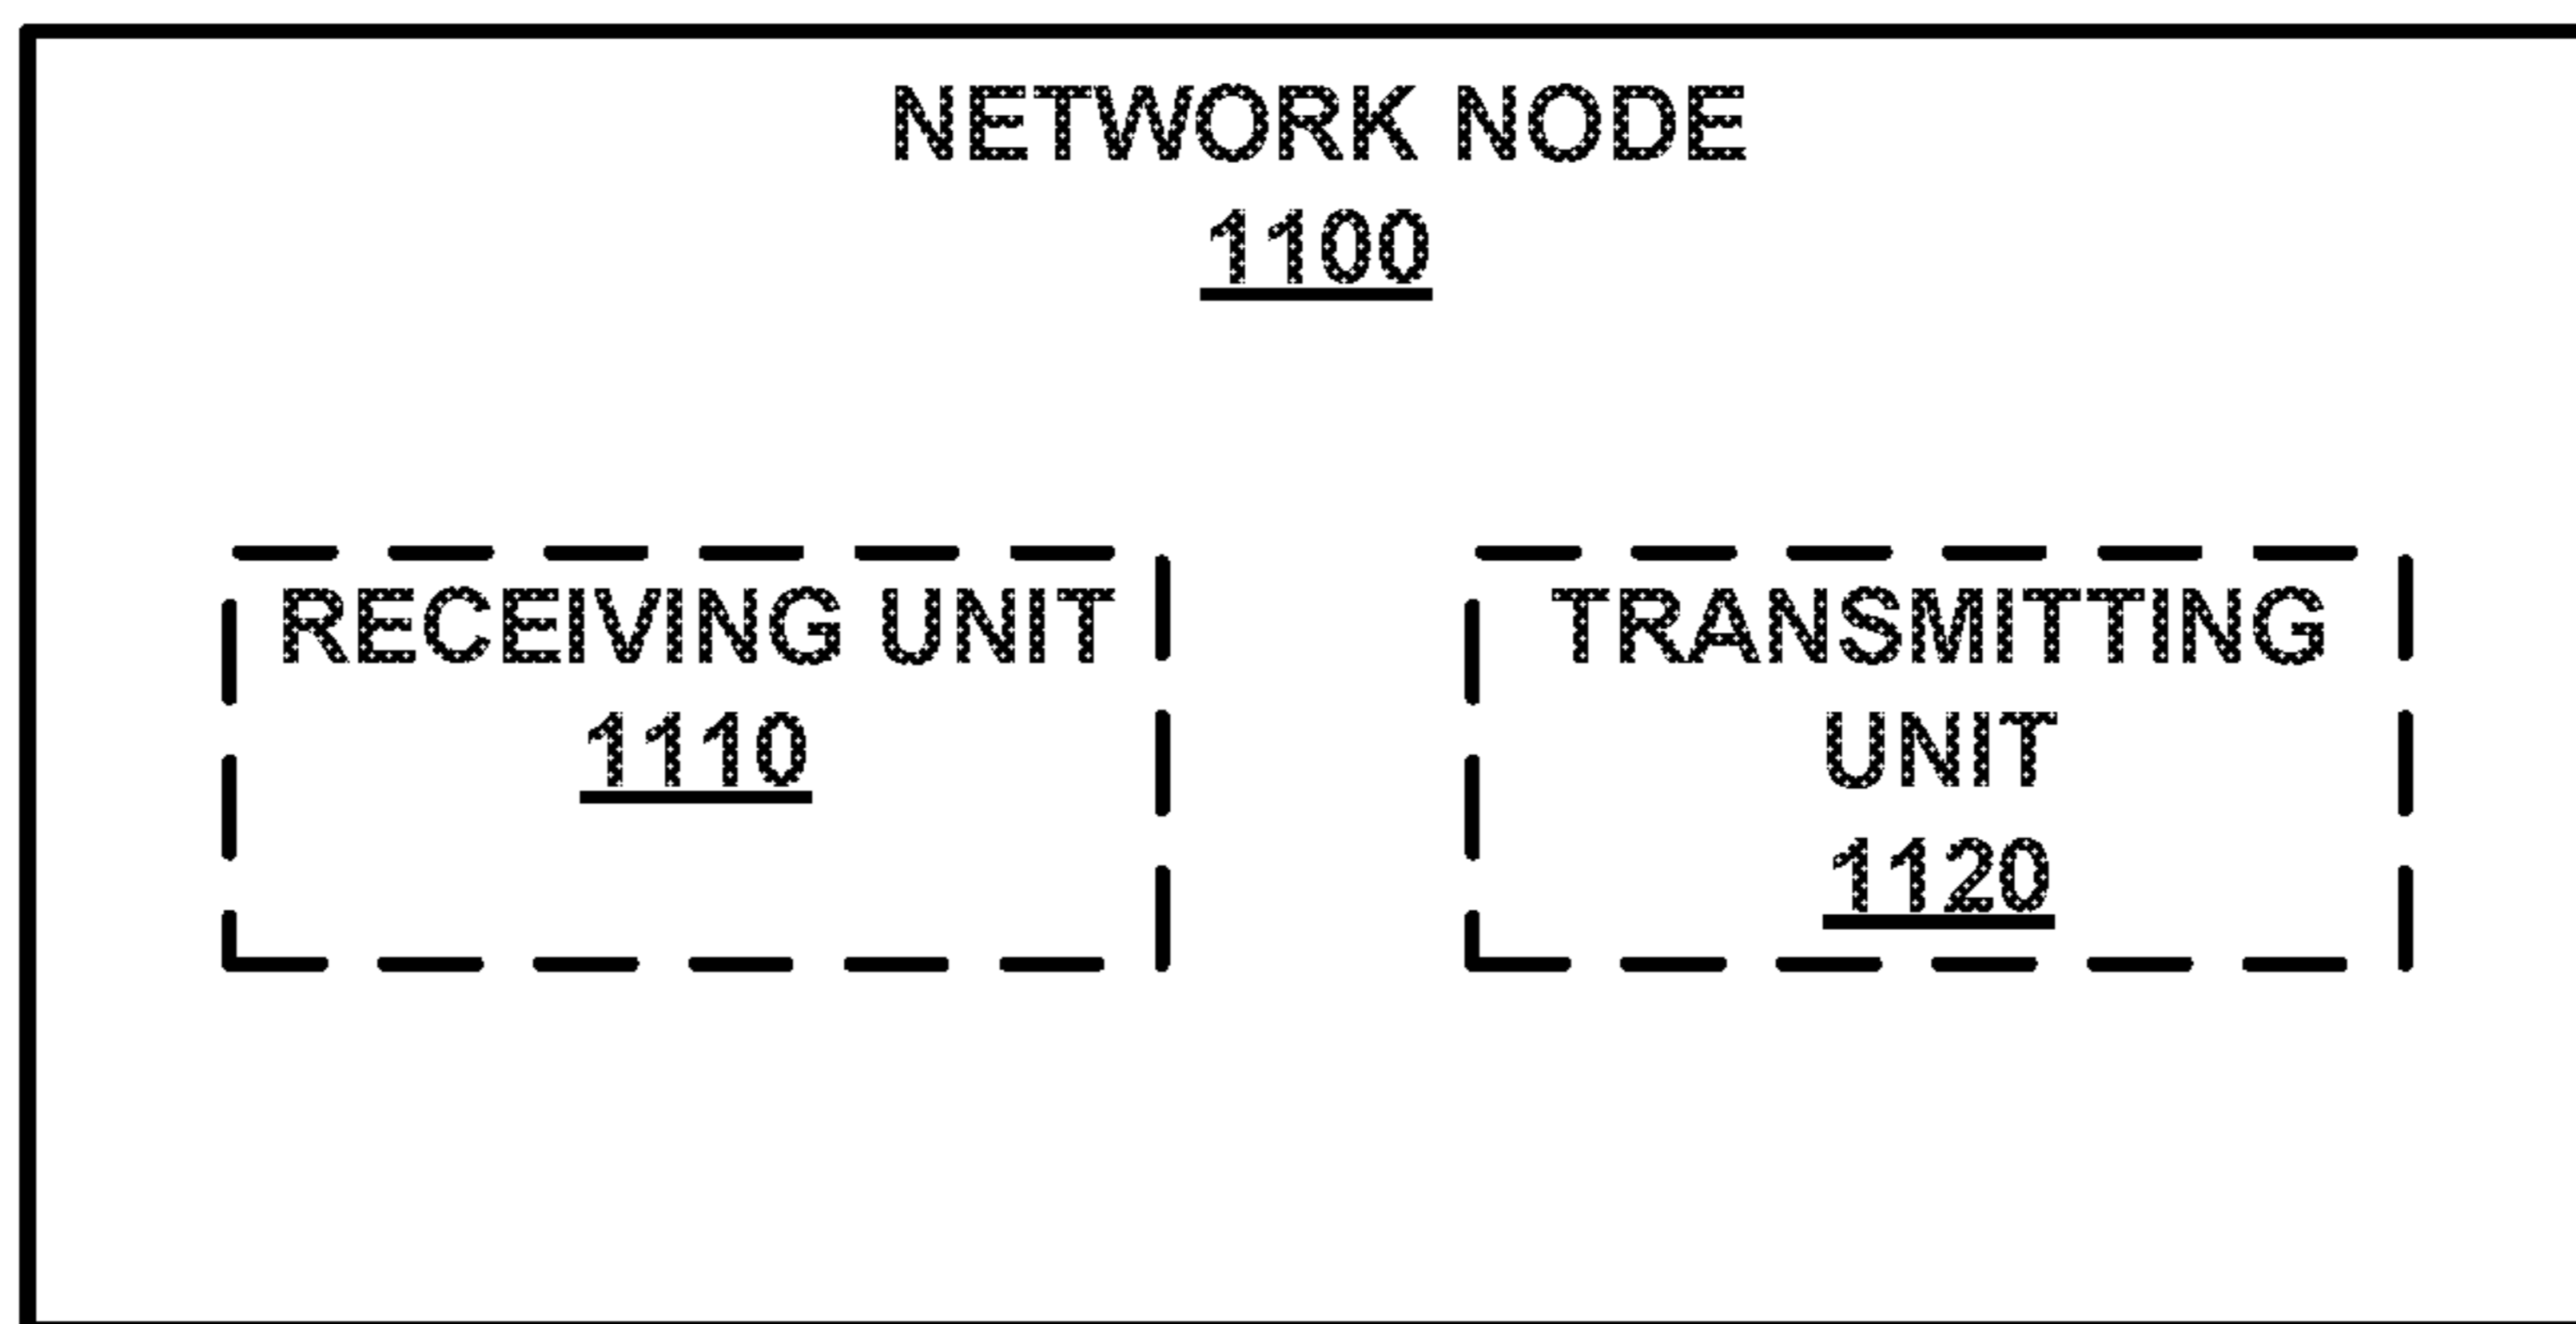 NETWORK NODE
1100
RECEIVING UNIT
1110
TRANSMITTING
UNIT
1120